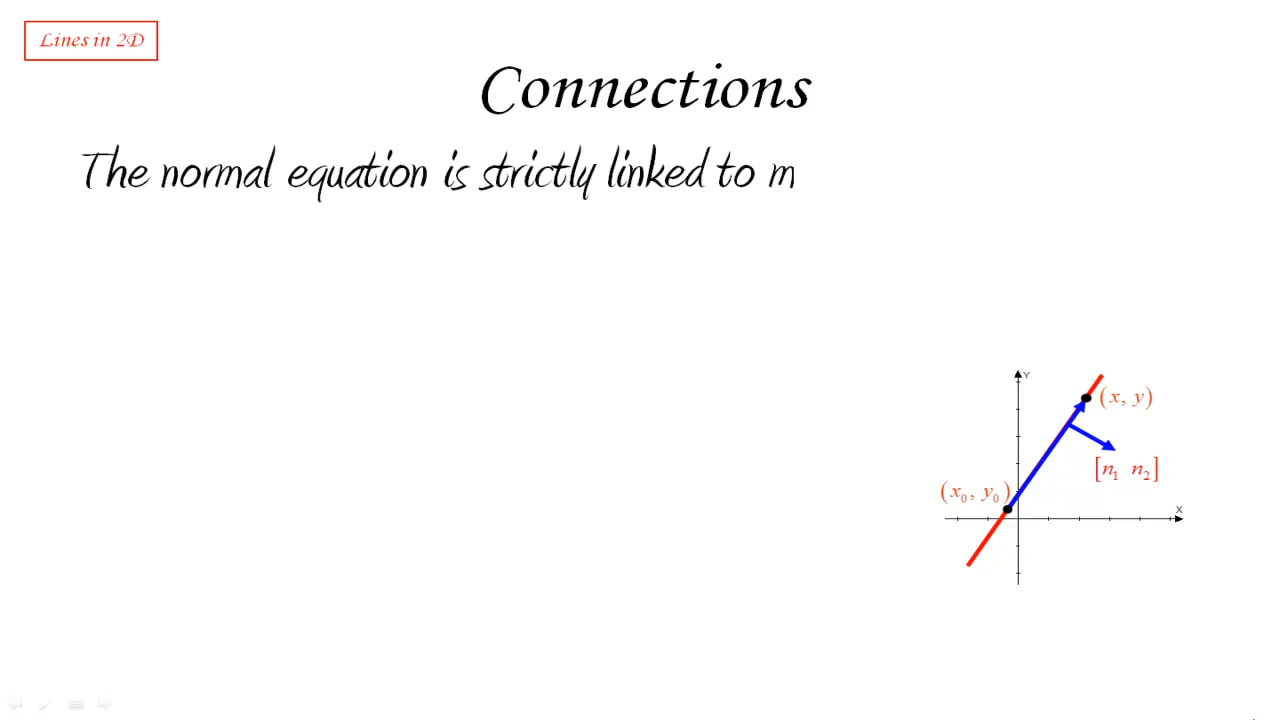 Lines in 2D
Connections
The normal equation is strictly linked to m
Y
(x, y)
[n₁ n₂]
(x₀, y₀)
X